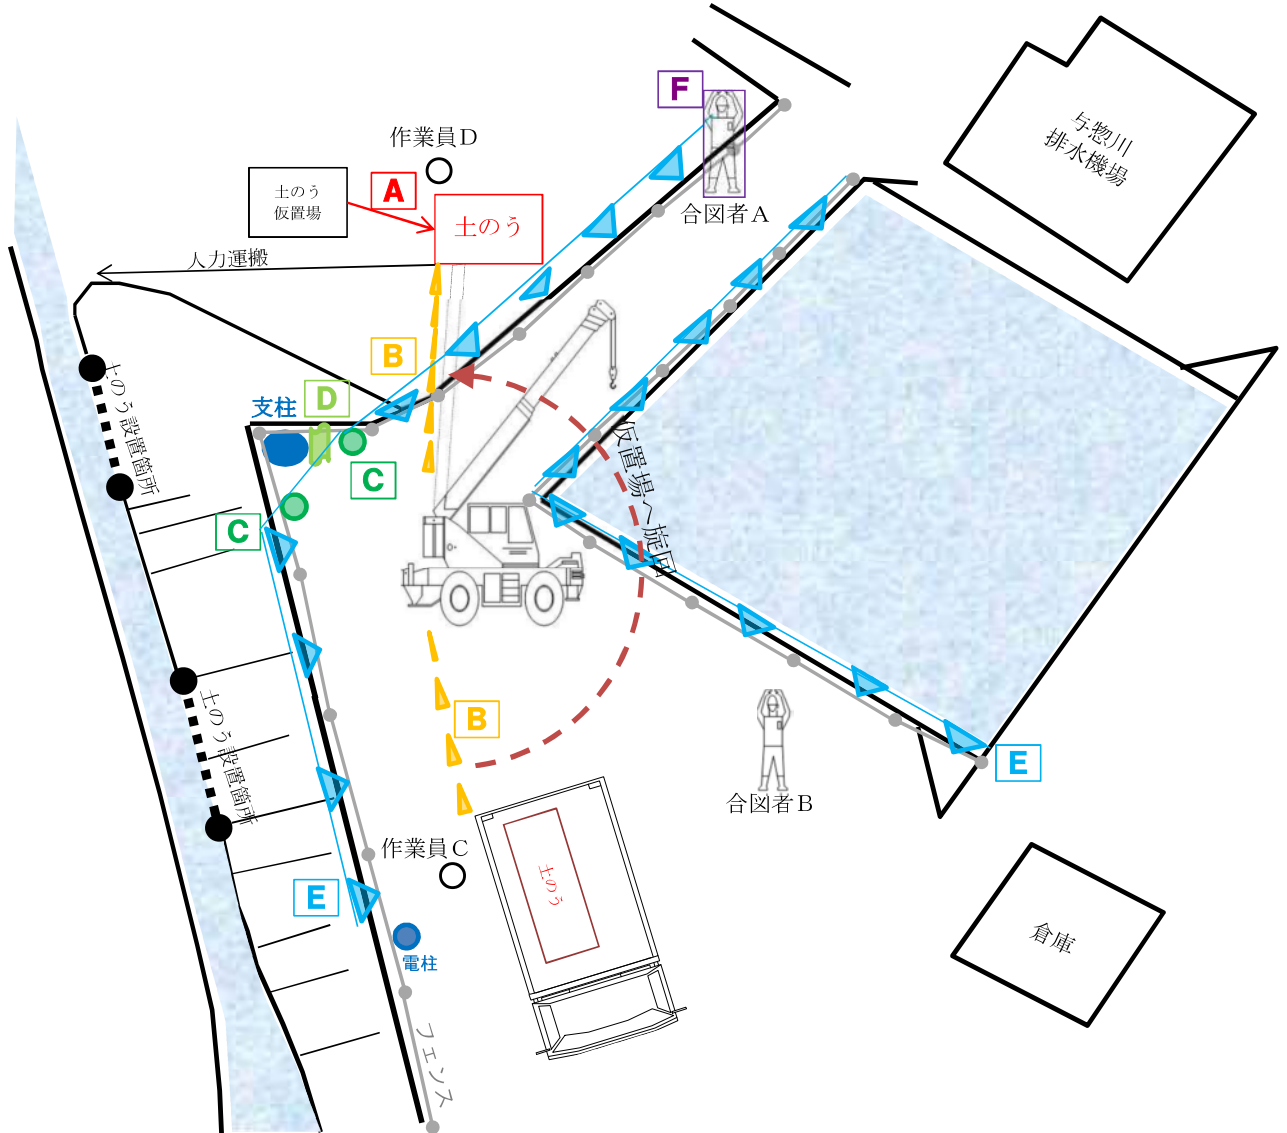 F
作業員D
与惣川
排水機場
土のう
仮置場
A
土のう
合図者A
人力運搬
B
土のう設置箇所
支柱
D
C
C
仮置場へ旋回
土のう設置箇所
B
E
合図者B
作業員C
土のう
E
電柱
倉庫
フェンス